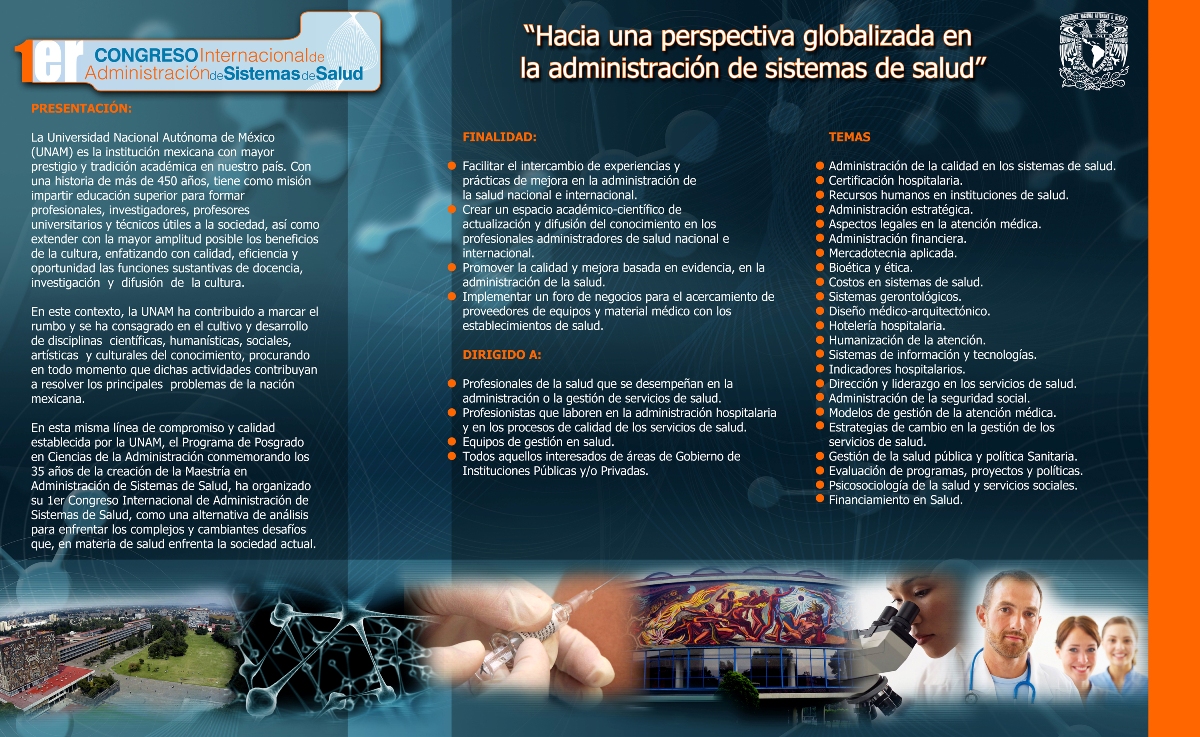 1er CONGRESO Internacional de
Administración de Sistemas de Salud
“Hacia una perspectiva globalizada en
la administración de sistemas de salud”
PRESENTACIÓN:
La Universidad Nacional Autónoma de México
(UNAM) es la institución mexicana con mayor
prestigio y tradición académica en nuestro país. Con
una historia de más de 450 años, tiene como misión
impartir educación superior para formar
profesionales, investigadores, profesores
universitarios y técnicos útiles a la sociedad, así como
extender con la mayor amplitud posible los beneficios
de la cultura, enfatizando con calidad, eficiencia y
oportunidad las funciones sustantivas de docencia,
investigación y difusión de la cultura.
En este contexto, la UNAM ha contribuido a marcar el
rumbo y se ha consagrado en el cultivo y desarrollo
de disciplinas científicas, humanísticas, sociales,
artísticas y culturales del conocimiento, procurando
en todo momento que dichas actividades contribuyan
a resolver los principales problemas de la nación
mexicana.
En esta misma línea de compromiso y calidad
establecida por la UNAM, el Programa de Posgrado
en Ciencias de la Administración conmemorando los
35 años de la creación de la Maestría en
Administración de Sistemas de Salud, ha organizado
su 1er Congreso Internacional de Administración de
Sistemas de Salud, como una alternativa de análisis
para enfrentar los complejos y cambiantes desafíos
que, en materia de salud enfrenta la sociedad actual.
FINALIDAD:
Facilitar el intercambio de experiencias y
prácticas de mejora en la administración de
la salud nacional e internacional.
Crear un espacio académico-científico de
actualización y difusión del conocimiento en los
profesionales administradores de salud nacional e
internacional.
Promover la calidad y mejora basada en evidencia, en la
administración de la salud.
Implementar un foro de negocios para el acercamiento de
proveedores de equipos y material médico con los
establecimientos de salud.
DIRIGIDO A:
Profesionales de la salud que se desempeñan en la
administración o la gestión de servicios de salud.
Profesionistas que laboren en la administración hospitalaria
y en los procesos de calidad de los servicios de salud.
Equipos de gestión en salud.
Todos aquellos interesados de áreas de Gobierno de
Instituciones Públicas y/o Privadas.
TEMAS
Administración de la calidad en los sistemas de salud.
Certificación hospitalaria.
Recursos humanos en instituciones de salud.
Administración estratégica.
Aspectos legales en la atención médica.
Administración financiera.
Mercadotecnia aplicada.
Bioética y ética.
Costos en sistemas de salud.
Sistemas gerontológicos.
Diseño médico-arquitectónico.
Hotelería hospitalaria.
Humanización de la atención.
Sistemas de información y tecnologías.
Indicadores hospitalarios.
Dirección y liderazgo en los servicios de salud.
Administración de la seguridad social.
Modelos de gestión de la atención médica.
Estrategias de cambio en la gestión de los
servicios de salud.
Gestión de la salud pública y política Sanitaria.
Evaluación de programas, proyectos y políticas.
Psicosociología de la salud y servicios sociales.
Financiamiento en Salud.